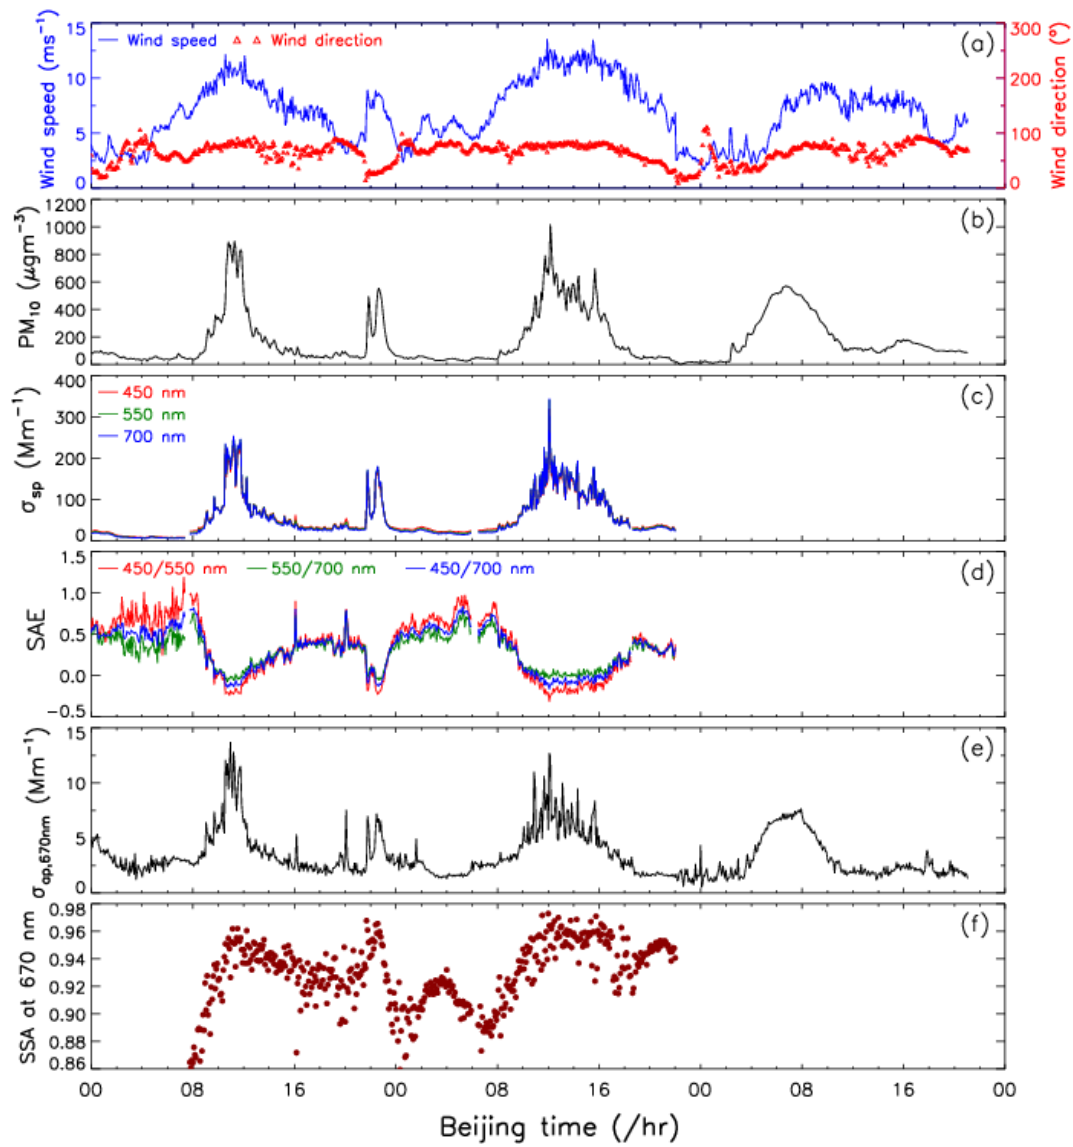 15
10
5
0
Wind speed (ms⁻¹)
Wind speed
Wind direction
(a)
300
200
100
0
Wind direction (°)
1200
1000
800
600
400
200
0
PM₁₀ (μgm⁻³)
(b)
400
300
200
100
0
σsp (Mm⁻¹)
450 nm
550 nm
700 nm
(c)
1.5
1.0
0.5
0.0
−0.5
SAE
450/550 nm
550/700 nm
450/700 nm
(d)
15
10
5
0
σap,670nm (Mm⁻¹)
(e)
0.98
0.96
0.94
0.92
0.90
0.88
0.86
SSA at 670 nm
(f)
00 08 16 00 08 16 00 08 16 00
Beijing time (/hr)